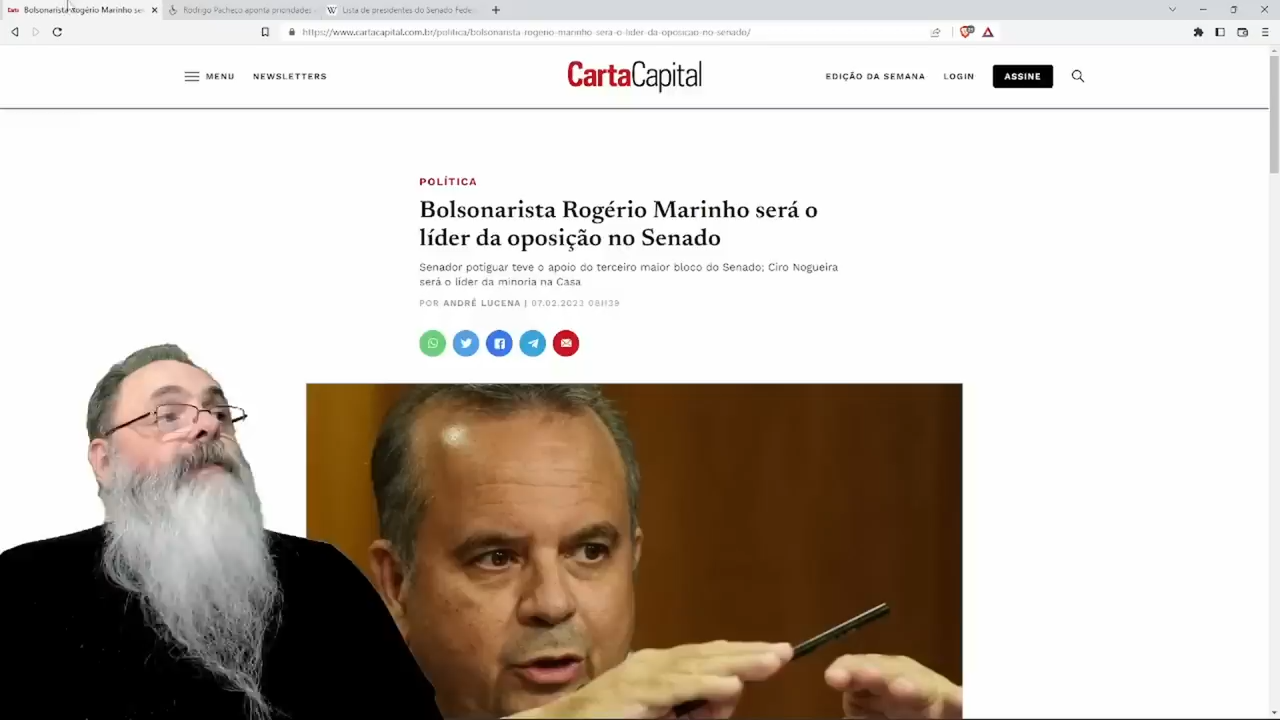 Bolsonarista Rogério Marinho se
Rodrigo Pacheco aponta prioridades
Lista de presidentes do Senado Fede
https://www.cartacapital.com.br/politica/bolsonarista-rogerio-marinho-sera-o-lider-da-oposicao-no-senado/
MENU
NEWSLETTERS
CartaCapital
EDIÇÃO DA SEMANA
LOGIN
ASSINE
POLÍTICA
Bolsonarista Rogério Marinho será o
líder da oposição no Senado
Senador potiguar teve o apoio do terceiro maior bloco do Senado; Ciro Nogueira
será o líder da minoria na Casa
POR ANDRÉ LUCENA | 07.02.2023 08H39